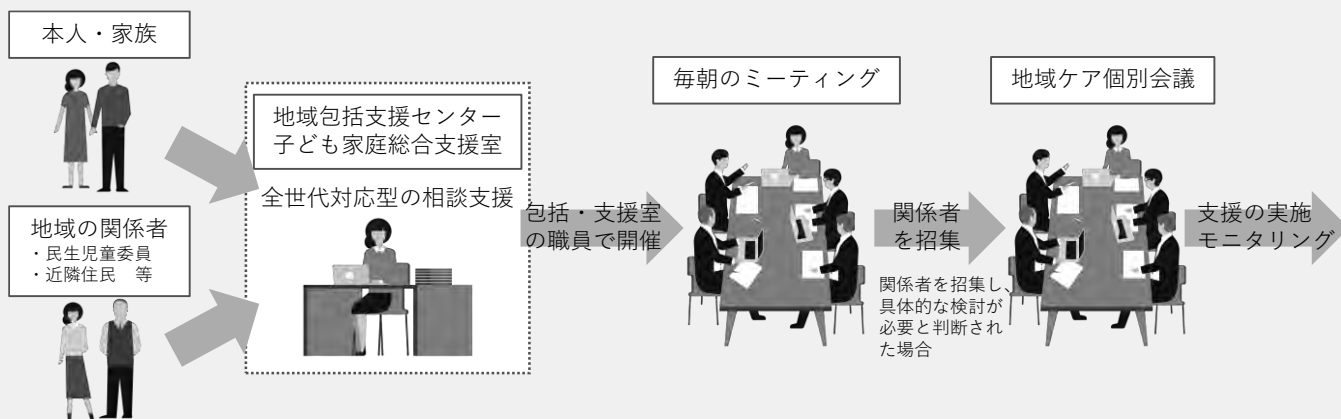 本人・家族
地域の関係者
・民生児童委員
・近隣住民　等
地域包括支援センター
子ども家庭総合支援室
全世代対応型の相談支援
包括・支援室
の職員で開催
毎朝のミーティング
関係者
を招集
関係者を招集し、
具体的な検討が
必要と判断され
た場合
地域ケア個別会議
支援の実施
モニタリング